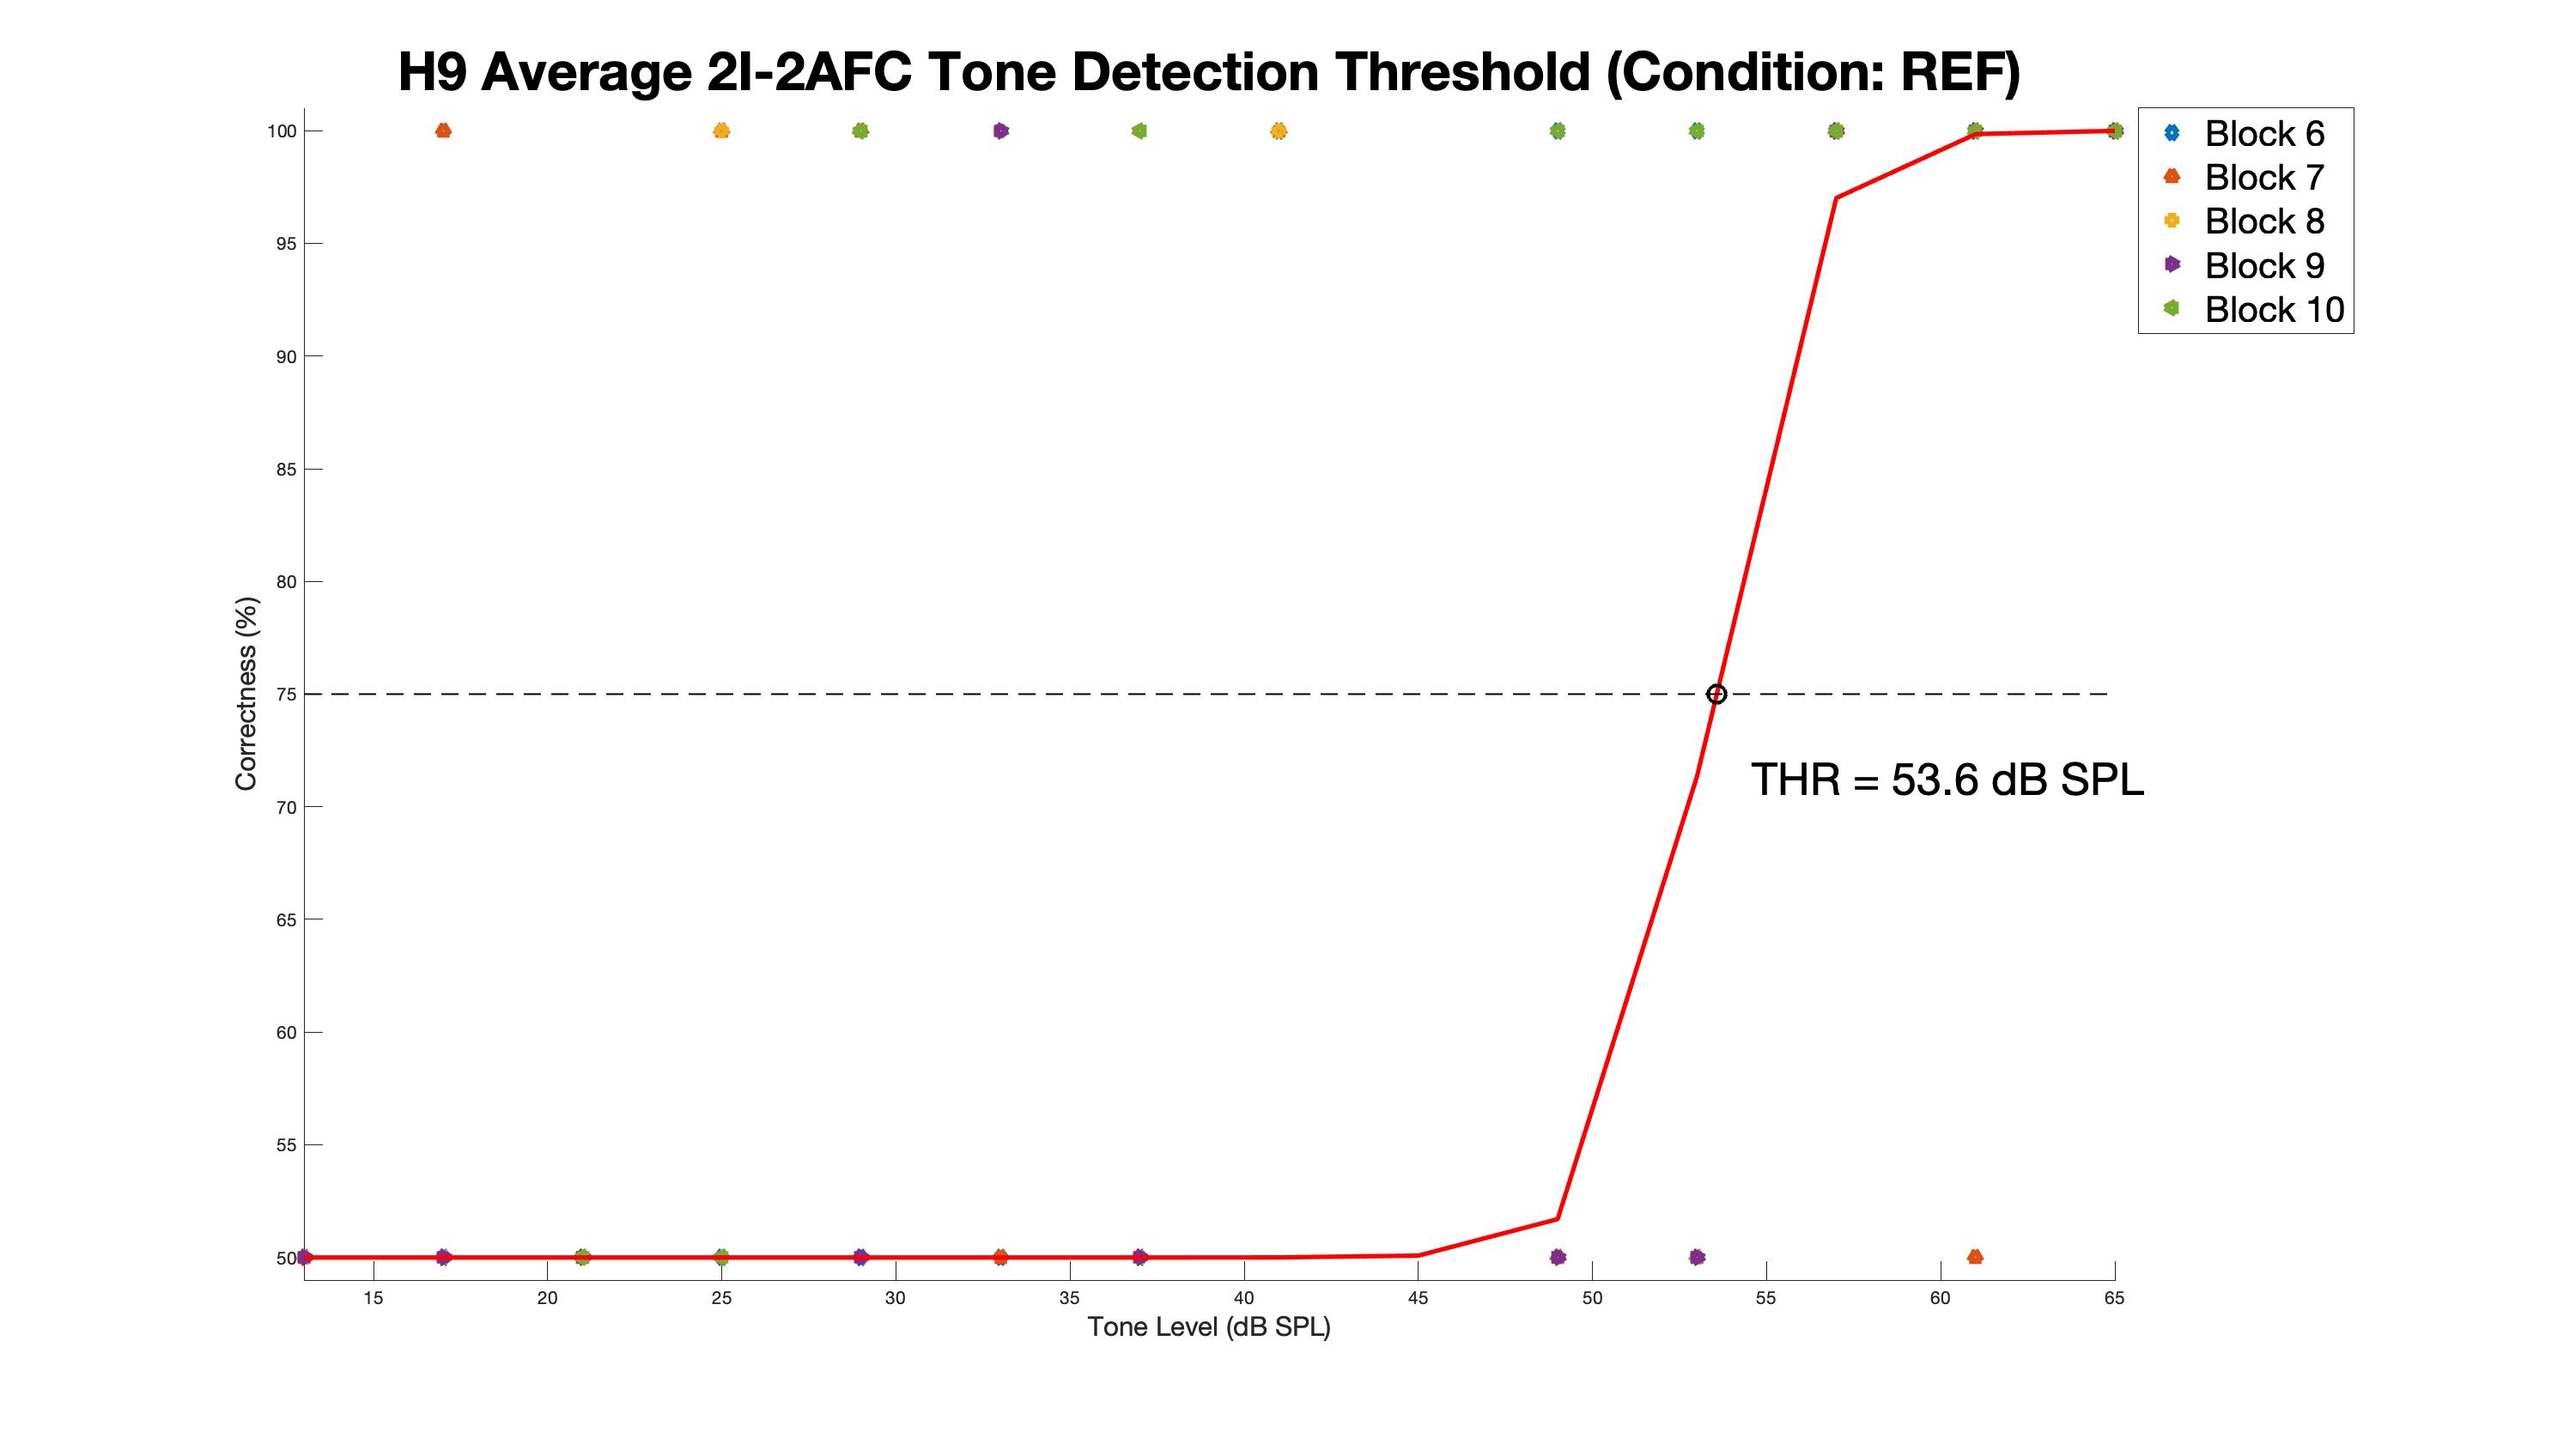 H9 Average 2I-2AFC Tone Detection Threshold (Condition: REF)
100
95
90
85
80
75
70
65
60
55
50
Correctness (%)
Block 6
Block 7
Block 8
Block 9
Block 10
THR = 53.6 dB SPL
15 20 25 30 35 40 45 50 55 60 65
Tone Level (dB SPL)